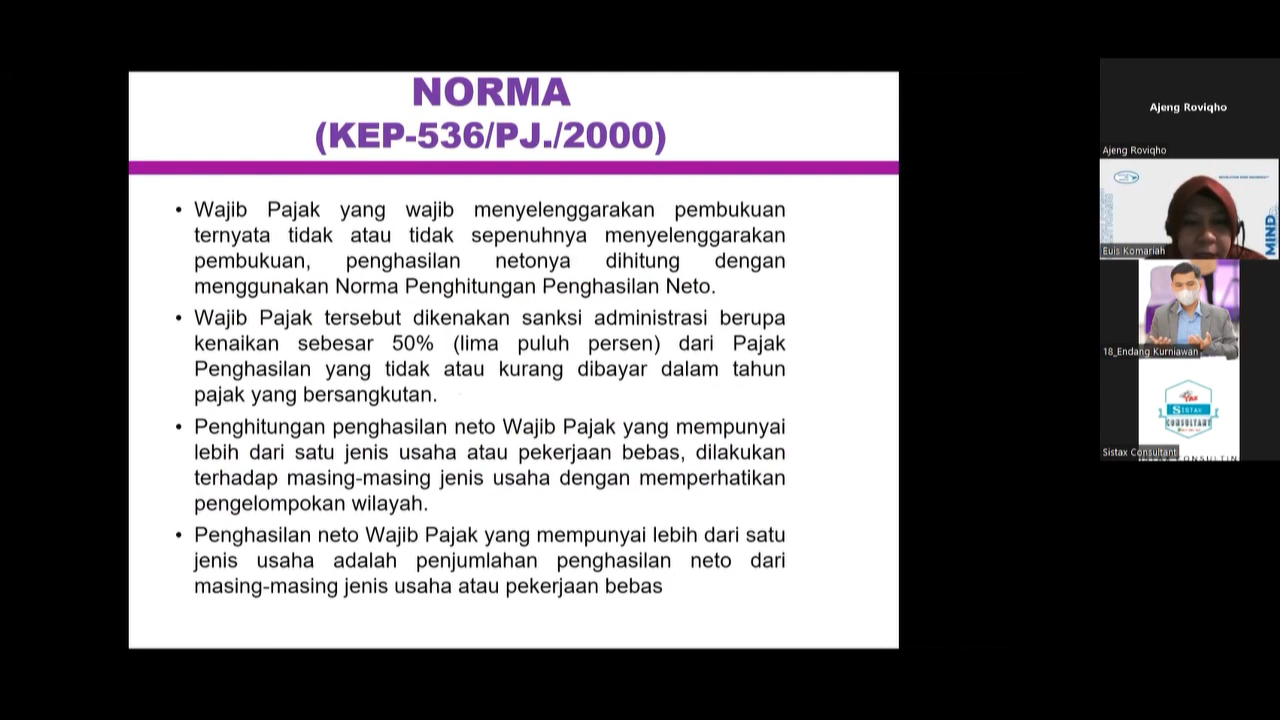 NORMA
(KEP-536/PJ./2000)
• Wajib Pajak yang wajib menyelenggarakan pembukuan
ternyata tidak atau tidak sepenuhnya menyelenggarakan
pembukuan, penghasilan netonya dihitung dengan
menggunakan Norma Penghitungan Penghasilan Neto.
• Wajib Pajak tersebut dikenakan sanksi administrasi berupa
kenaikan sebesar 50% (lima puluh persen) dari Pajak
Penghasilan yang tidak atau kurang dibayar dalam tahun
pajak yang bersangkutan.
• Penghitungan penghasilan neto Wajib Pajak yang mempunyai
lebih dari satu jenis usaha atau pekerjaan bebas, dilakukan
terhadap masing-masing jenis usaha dengan memperhatikan
pengelompokan wilayah.
• Penghasilan neto Wajib Pajak yang mempunyai lebih dari satu
jenis usaha adalah penjumlahan penghasilan neto dari
masing-masing jenis usaha atau pekerjaan bebas
Ajeng Roviqho
Ajeng Roviqho
MIND
Euis Komariah
18_Endang Kurniawan
SISTAX
CONSULTANT
Sistax Consultant